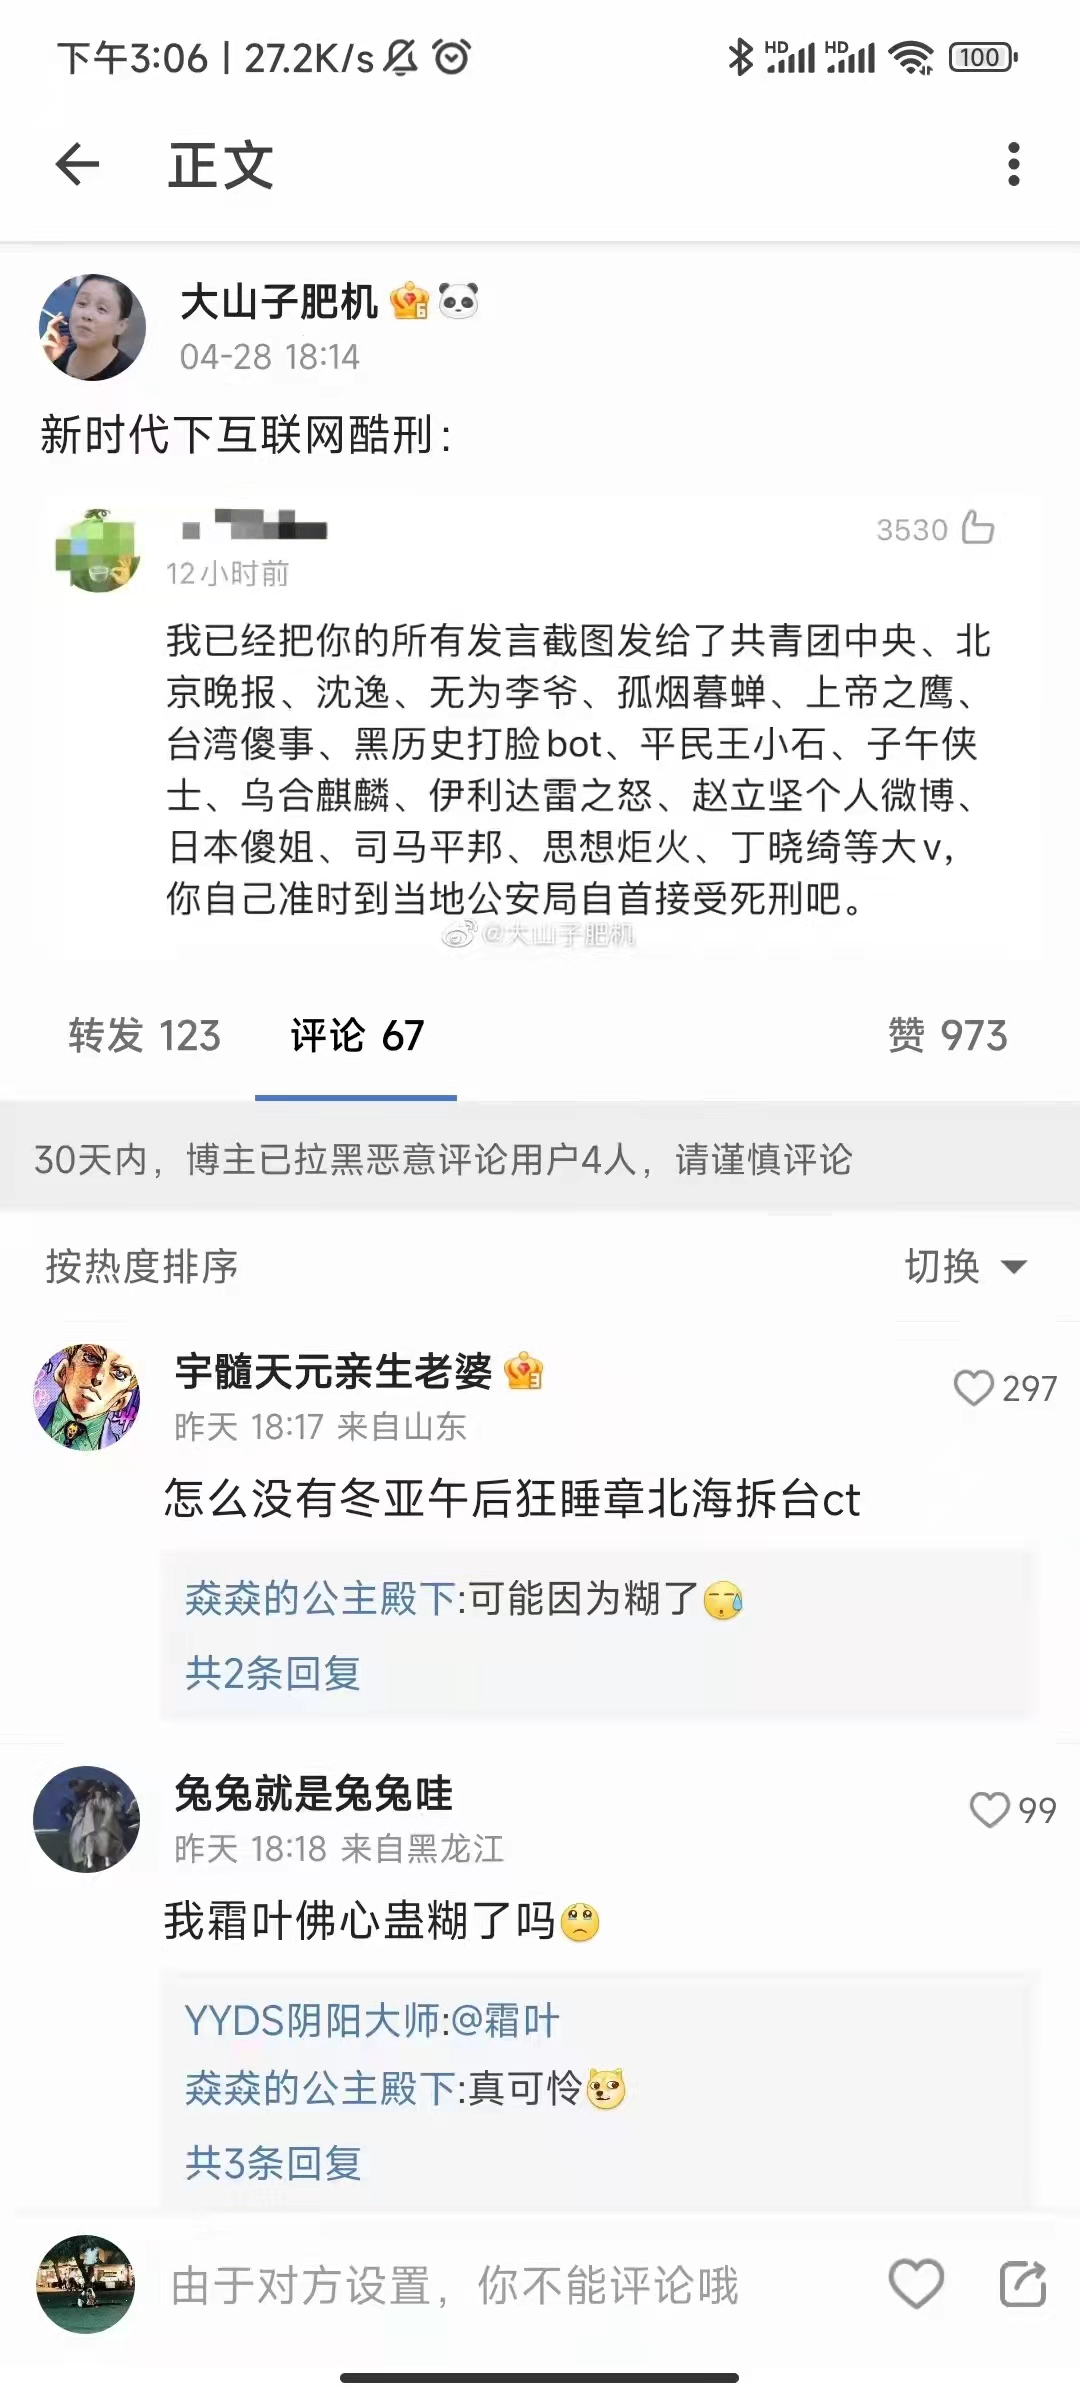 下午3:06 | 27.2K/s
HD HD 100
正文
大山子肥机
6
04-28 18:14
新时代下互联网酷刑:
3530
12小时前
我已经把你的所有发言截图发给了共青团中央、北
京晚报、沈逸、无为李爷、孤烟暮蝉、上帝之鹰、
台湾傻事、黑历史打脸bot、平民王小石、子午侠
士、乌合麒麟、伊利达雷之怒、赵立坚个人微博、
日本傻姐、司马平邦、思想炬火、丁晓绮等大v,
你自己准时到当地公安局自首接受死刑吧。
@大山子肥机
转发 123 评论 67 赞 973
30天内，博主已拉黑恶意评论用户4人，请谨慎评论
按热度排序 切换
宇髓天元亲生老婆
3
297
昨天 18:17 来自山东
怎么没有冬亚午后狂睡章北海拆台ct
猋猋的公主殿下:可能因为糊了
共2条回复
兔兔就是兔兔哇
99
昨天 18:18 来自黑龙江
我霜叶佛心蛊糊了吗
YYDS阴阳大师:@霜叶
猋猋的公主殿下:真可怜
共3条回复
由于对方设置，你不能评论哦